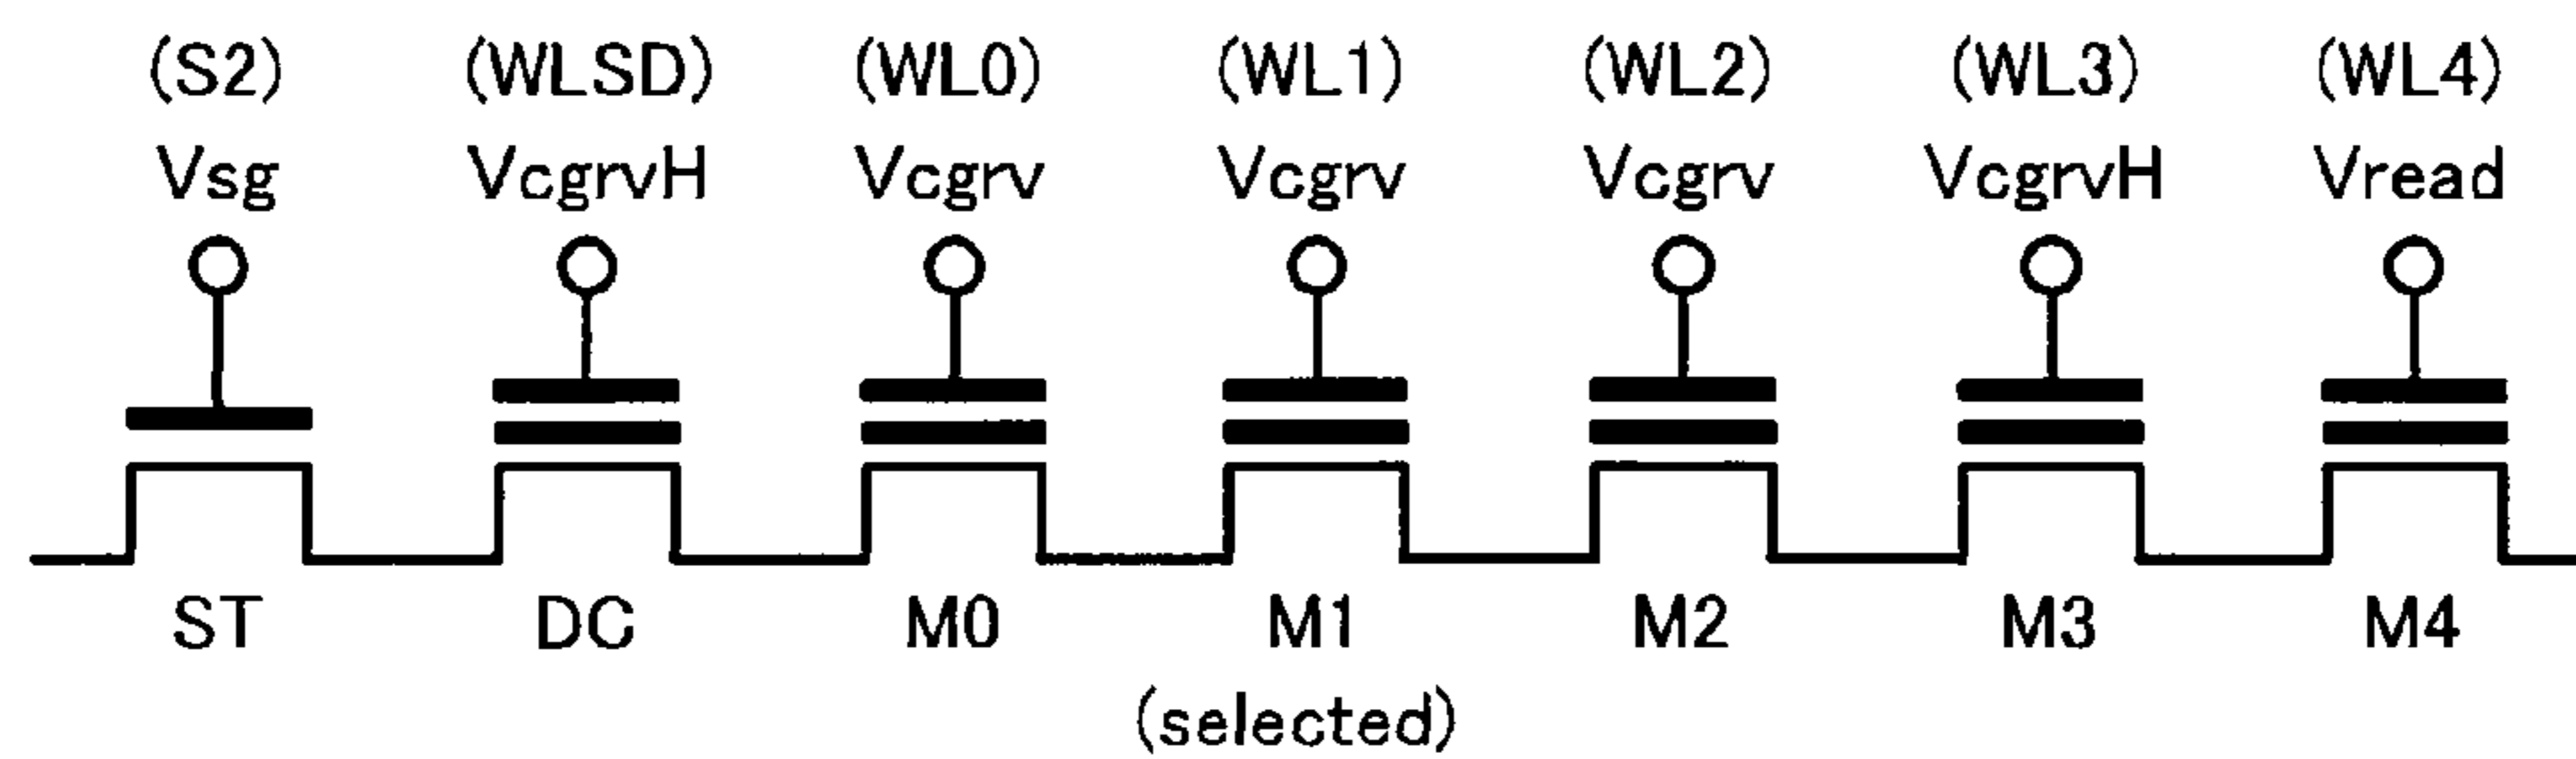 (S2) (WLSD) (WL0) (WL1) (WL2) (WL3) (WL4)
Vsg VcgrvH Vcgrv Vcgrv Vcgrv VcgrvH Vread
ST DC M0 M1 M2 M3 M4
(selected)